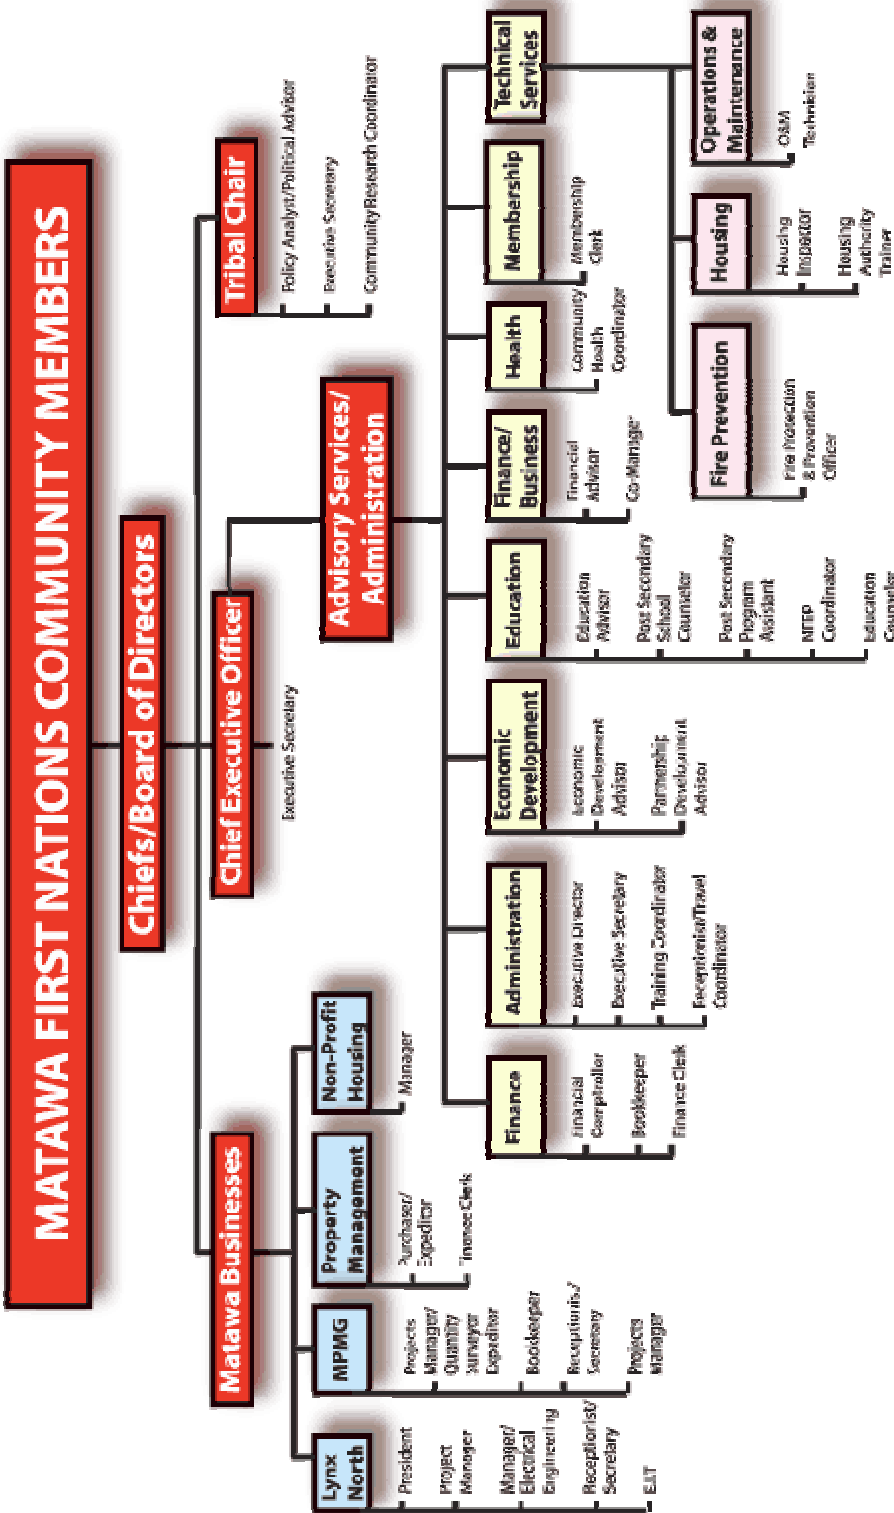 MATAWA FIRST NATIONS COMMUNITY MEMBERS
Chiefs/Board of Directors
Matawa Businesses
Chief Executive Officer
Executive Secretary
Tribal Chair
Policy Analyst/Political Advisor
Executive Secretary
Community Research Coordinator
Advisory Services/
Administration
Lynx
North
President
Project
Manager
Manager/
Electrical
Engineering
Receptionist/
Secretary
E.I.T
MPMG
Projects
Manager/
Quantity
Surveyor
Expeditor
Bookkeeper
Receptionist/
Secretary
Projects
Manager
Property
Management
Purchaser/
Expeditor
Finance Clerk
Non-Profit
Housing
Manager
Finance
Financial
Comptroller
Bookkeeper
Finance Clerk
Administration
Executive Director
Executive Secretary
Training Coordinator
Receptionist/Travel
Coordinator
Economic
Development
Economic
Development
Advisor
Partnership
Development
Advisor
Education
Education
Advisor
Post Secondary
School
Counselor
Post Secondary
Program
Assistant
Coordinator
Education
Counselor
Finance/
Business
Financial
Advisor
Co-Manager
Health
Community
Health
Coordinator
Membership
Membership
Clerk
Technical
Services
Fire Prevention
Fire Protection
& Prevention
Officer
Housing
Housing
Inspector
Housing
Authority
Trainer
Operations &
Maintenance
O&M
Technician